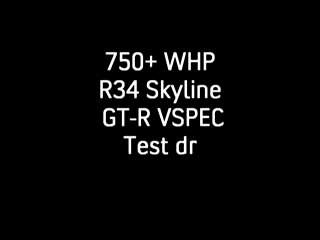 750+ WHP
R34 Skyline
GT-R VSPEC
Test dr